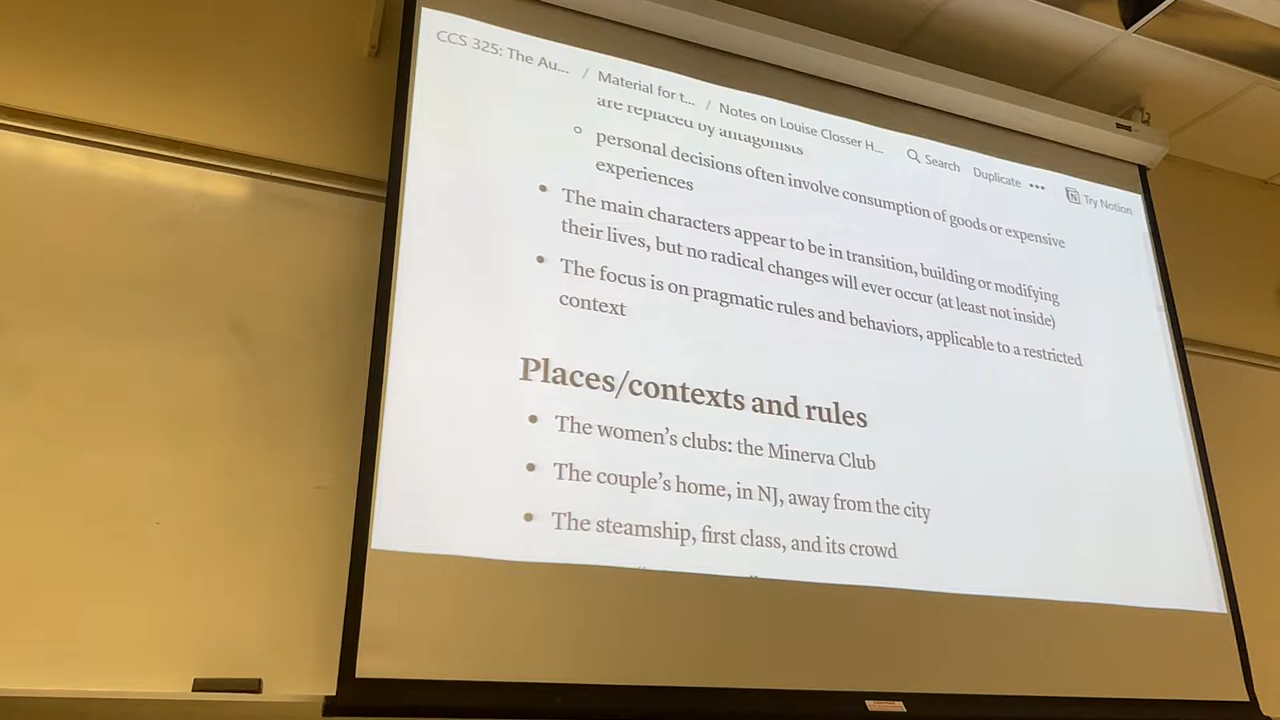 CCS 325: The Au... / Material for t... / Notes on Louise Closser H...
Search Duplicate ••• Try Notion
are replaced by antagonists
personal decisions often involve consumption of goods or expensive
experiences
• The main characters appear to be in transition, building or modifying
their lives, but no radical changes will ever occur (at least not inside)
• The focus is on pragmatic rules and behaviors, applicable to a restricted
context
Places/contexts and rules
• The women's clubs: the Minerva Club
• The couple's home, in NJ, away from the city
• The steamship, first class, and its crowd